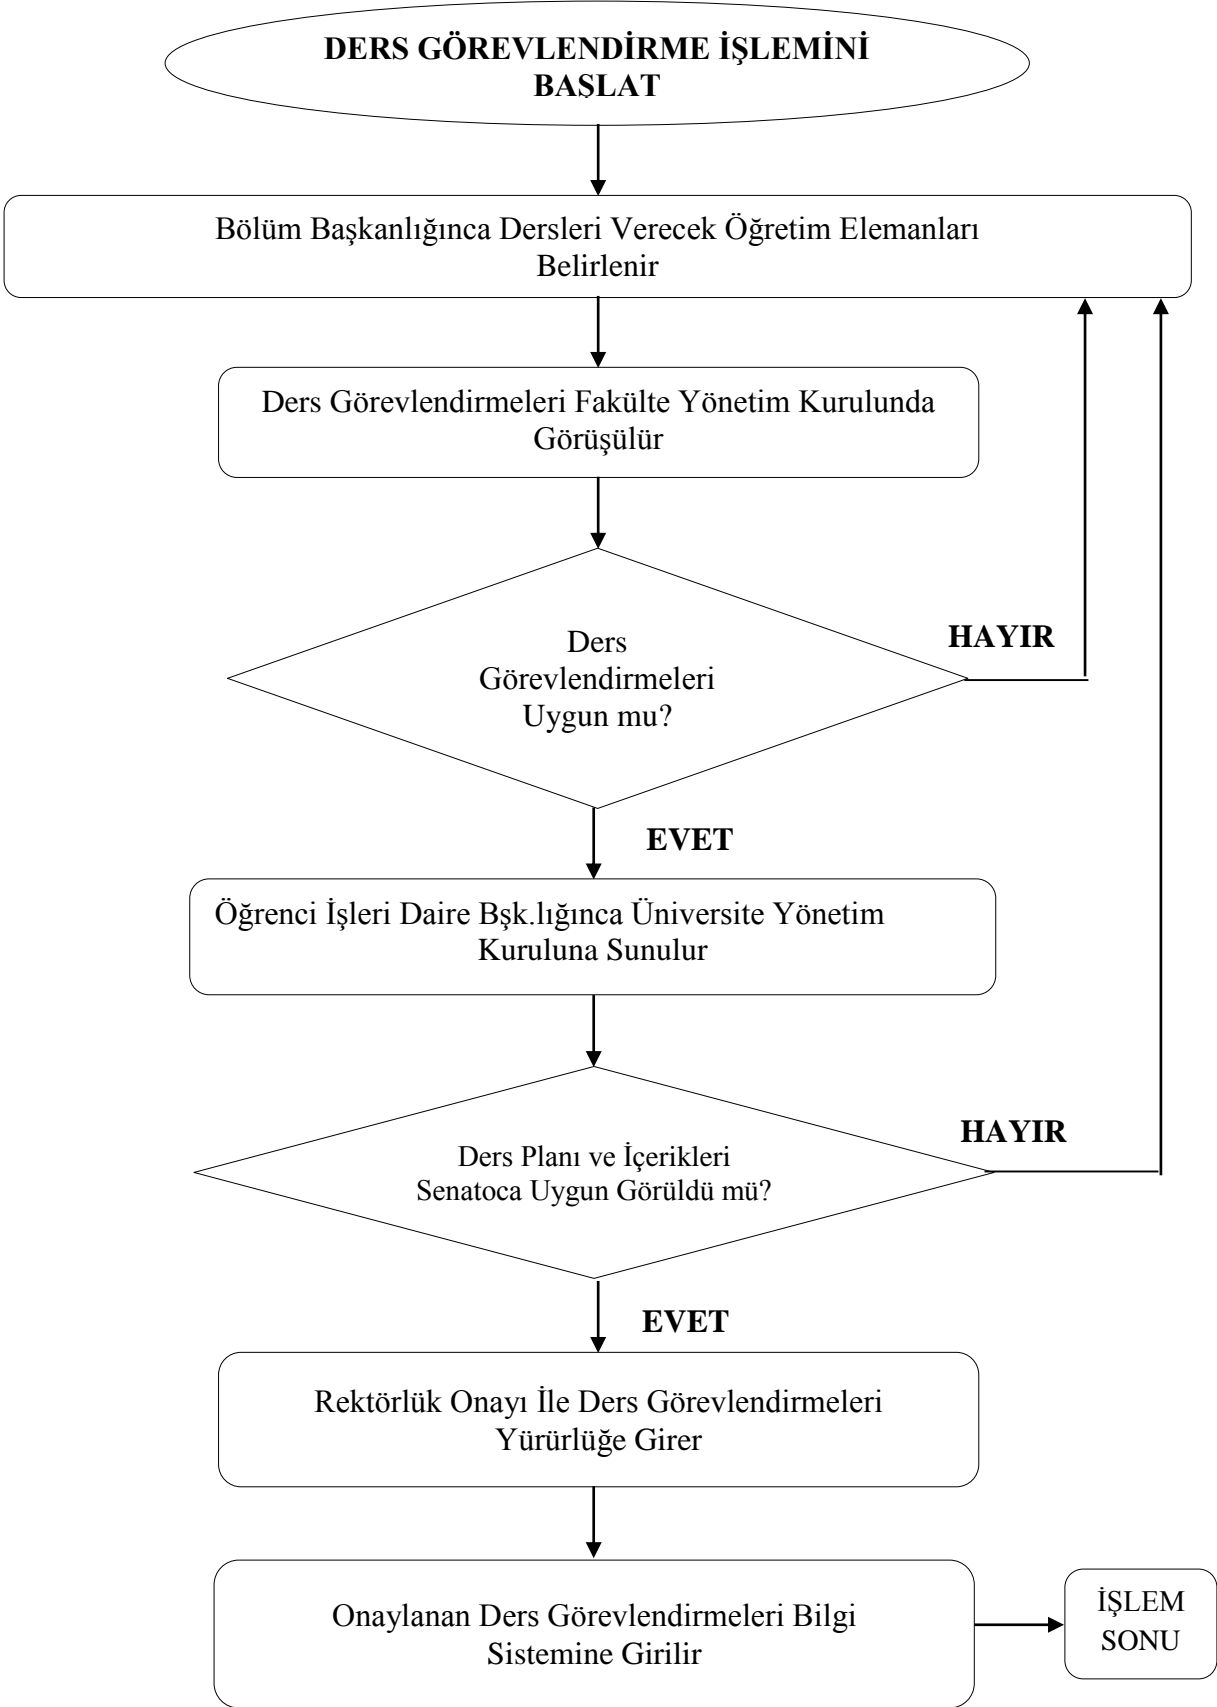 DERS GÖREVLENDİRME İŞLEMİNİ
BAŞLAT
Bölüm Başkanlığınca Dersleri Verecek Öğretim Elemanları
Belirlenir
Ders Görevlendirmeleri Fakülte Yönetim Kurulunda
Görüşülür
Ders
Görevlendirmeleri
Uygun mu?
HAYIR
EVET
Öğrenci İşleri Daire Bşk.lığınca Üniversite Yönetim
Kuruluna Sunulur
Ders Planı ve İçerikleri
Senatoca Uygun Görüldü mü?
HAYIR
EVET
Rektörlük Onayı İle Ders Görevlendirmeleri
Yürürlüğe Girer
Onaylanan Ders Görevlendirmeleri Bilgi
Sistemine Girilir
İŞLEM
SONU